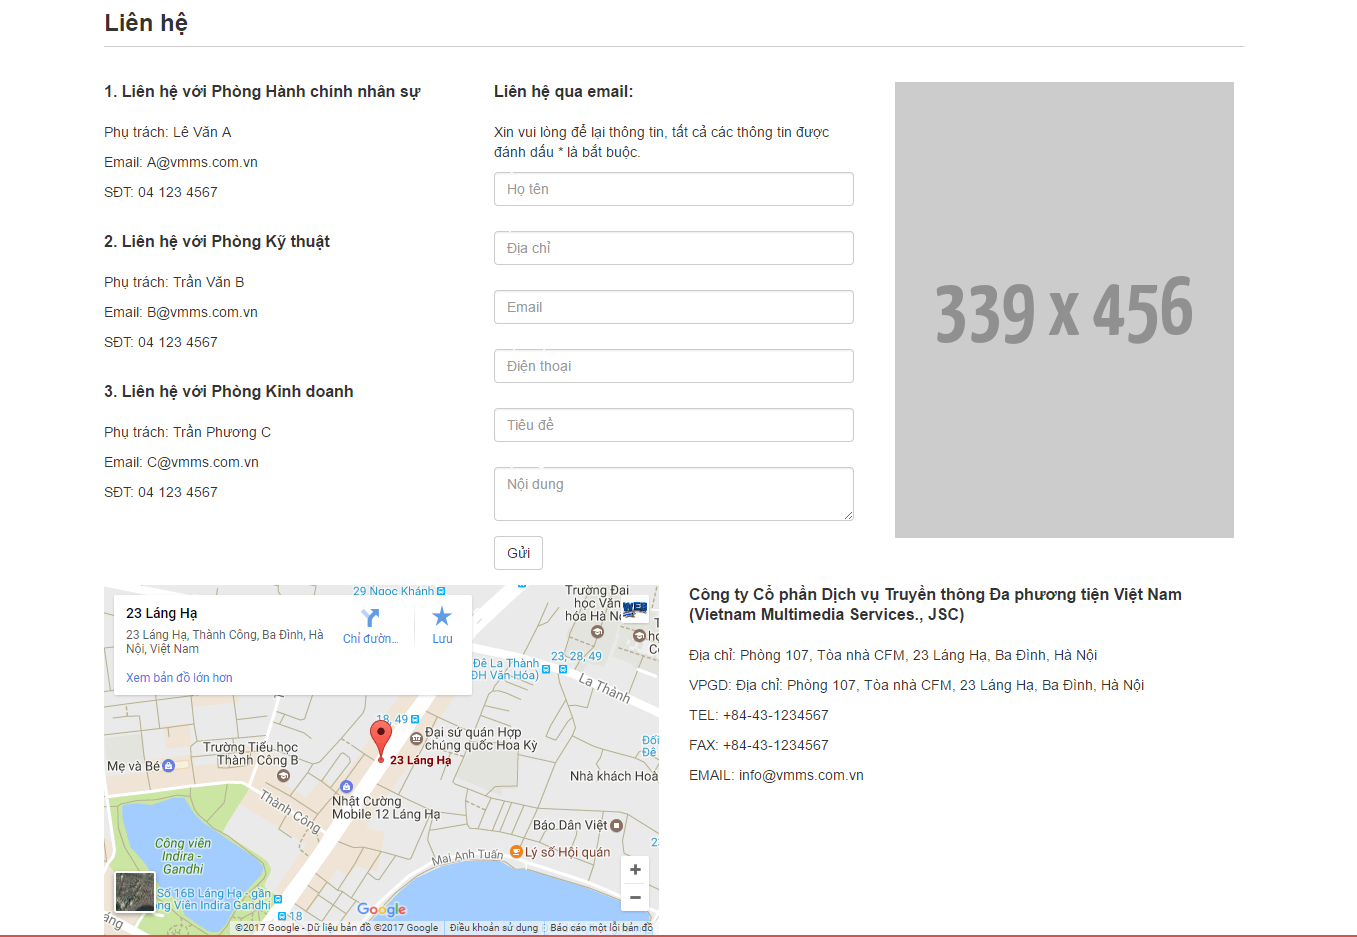 Liên hệ
1. Liên hệ với Phòng Hành chính nhân sự
Phụ trách: Lê Văn A
Email: A@vmms.com.vn
SĐT: 04 123 4567
2. Liên hệ với Phòng Kỹ thuật
Phụ trách: Trần Văn B
Email: B@vmms.com.vn
SĐT: 04 123 4567
3. Liên hệ với Phòng Kinh doanh
Phụ trách: Trần Phương C
Email: C@vmms.com.vn
SĐT: 04 123 4567
Liên hệ qua email:
Xin vui lòng để lại thông tin, tất cả các thông tin được
đánh dấu * là bắt buộc.
Họ tên
Địa chỉ
Email
Điện thoại
Tiêu đề
Nội dung
Gửi
339 x 456
23 Láng Hạ
23 Láng Hạ, Thành Công, Ba Đình, Hà
Nội, Việt Nam
Xem bản đồ lớn hơn
Chỉ đườn...
Lưu
29 Ngọc Khánh
Trường Đại
học Văn
hóa Hà
Đê La Thành
(ĐH Văn Hóa)
23, 28, 49
La Thành
18, 49
Đại sứ quán Hợp
chúng quốc Hoa Kỳ
23 Láng Hạ
Trường Tiểu học
Thành Công B
Mẹ và Bé
Nhà khách Hoà
Nhật Cường
Mobile 12 Láng Hạ
Thành Công
Báo Dân Việt
Lý số Hội quán
Mai Anh Tuấn
Công viên
Indira -
Gandhi
Số 16B Láng Hạ - gần
ng Viên Indira Gandhi
18
Google
©2017 Google - Dữ liệu bản đồ ©2017 Google
Điều khoản sử dụng
Báo cáo một lỗi bản đồ
Công ty Cổ phần Dịch vụ Truyền thông Đa phương tiện Việt Nam
(Vietnam Multimedia Services., JSC)
Địa chỉ: Phòng 107, Tòa nhà CFM, 23 Láng Hạ, Ba Đình, Hà Nội
VPGD: Địa chỉ: Phòng 107, Tòa nhà CFM, 23 Láng Hạ, Ba Đình, Hà Nội
TEL: +84-43-1234567
FAX: +84-43-1234567
EMAIL: info@vmms.com.vn